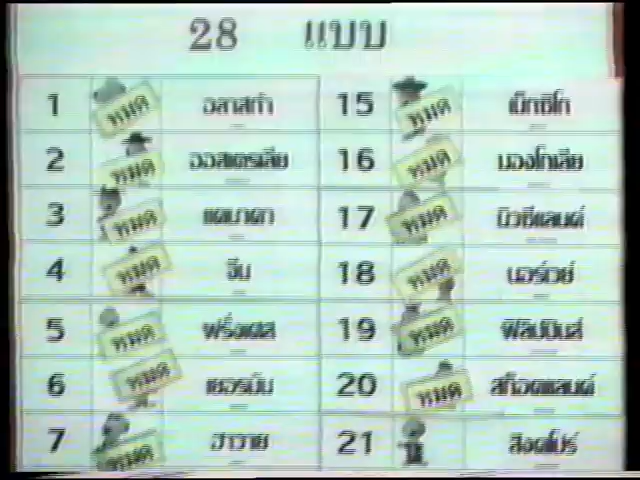 28 แบบ
1 หมด อลาสก้า 15 หมด เม็กซิโก
2 หมด ออสเตรเลีย 16 หมด มองโกเลีย
3 หมด แคนาดา 17 หมด นิวซีแลนด์
4 หมด จีน 18 หมด นอร์เวย์
5 หมด ฝรั่งเศส 19 หมด ฟิลิปปินส์
6 หมด เยอรมัน 20 หมด สก็อตแลนด์
7 หมด ฮาวาย 21 สิงคโปร์